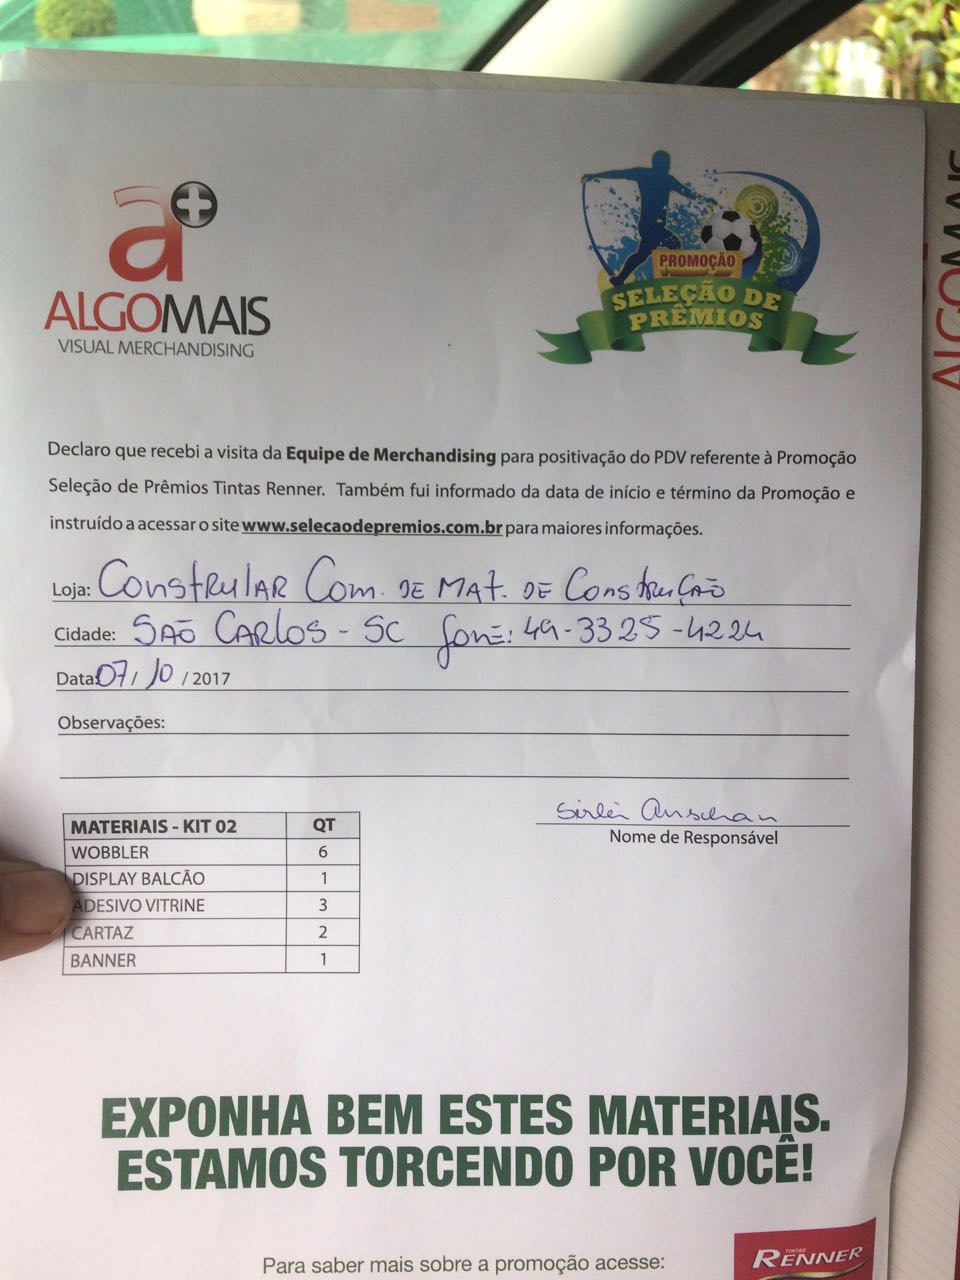 a+
ALGOMAIS
VISUAL MERCHANDISING
PROMOÇÃO
SELEÇÃO DE
PRÊMIOS
ALGOMAIS
Declaro que recebi a visita da Equipe de Merchandising para positivação do PDV referente à Promoção
Seleção de Prêmios Tintas Renner. Também fui informado da data de início e término da Promoção e
instruído a acessar o site www.selecaodepremios.com.br para maiores informações.
Loja: CONSTRULAR COM. DE MAT. DE CONSTRUÇÃO
Cidade: SAO CARLOS - SC fone: 49-3325-4224
Data: 07/10/2017
Observações:
Nome de Responsável
MATERIAIS - KIT 02 QT
WOBBLER 6
DISPLAY BALCÃO 1
ADESIVO VITRINE 3
CARTAZ 2
BANNER 1
EXPONHA BEM ESTES MATERIAIS.
ESTAMOS TORCENDO POR VOCÊ!
Para saber mais sobre a promoção acesse:
TINTAS
RENNER